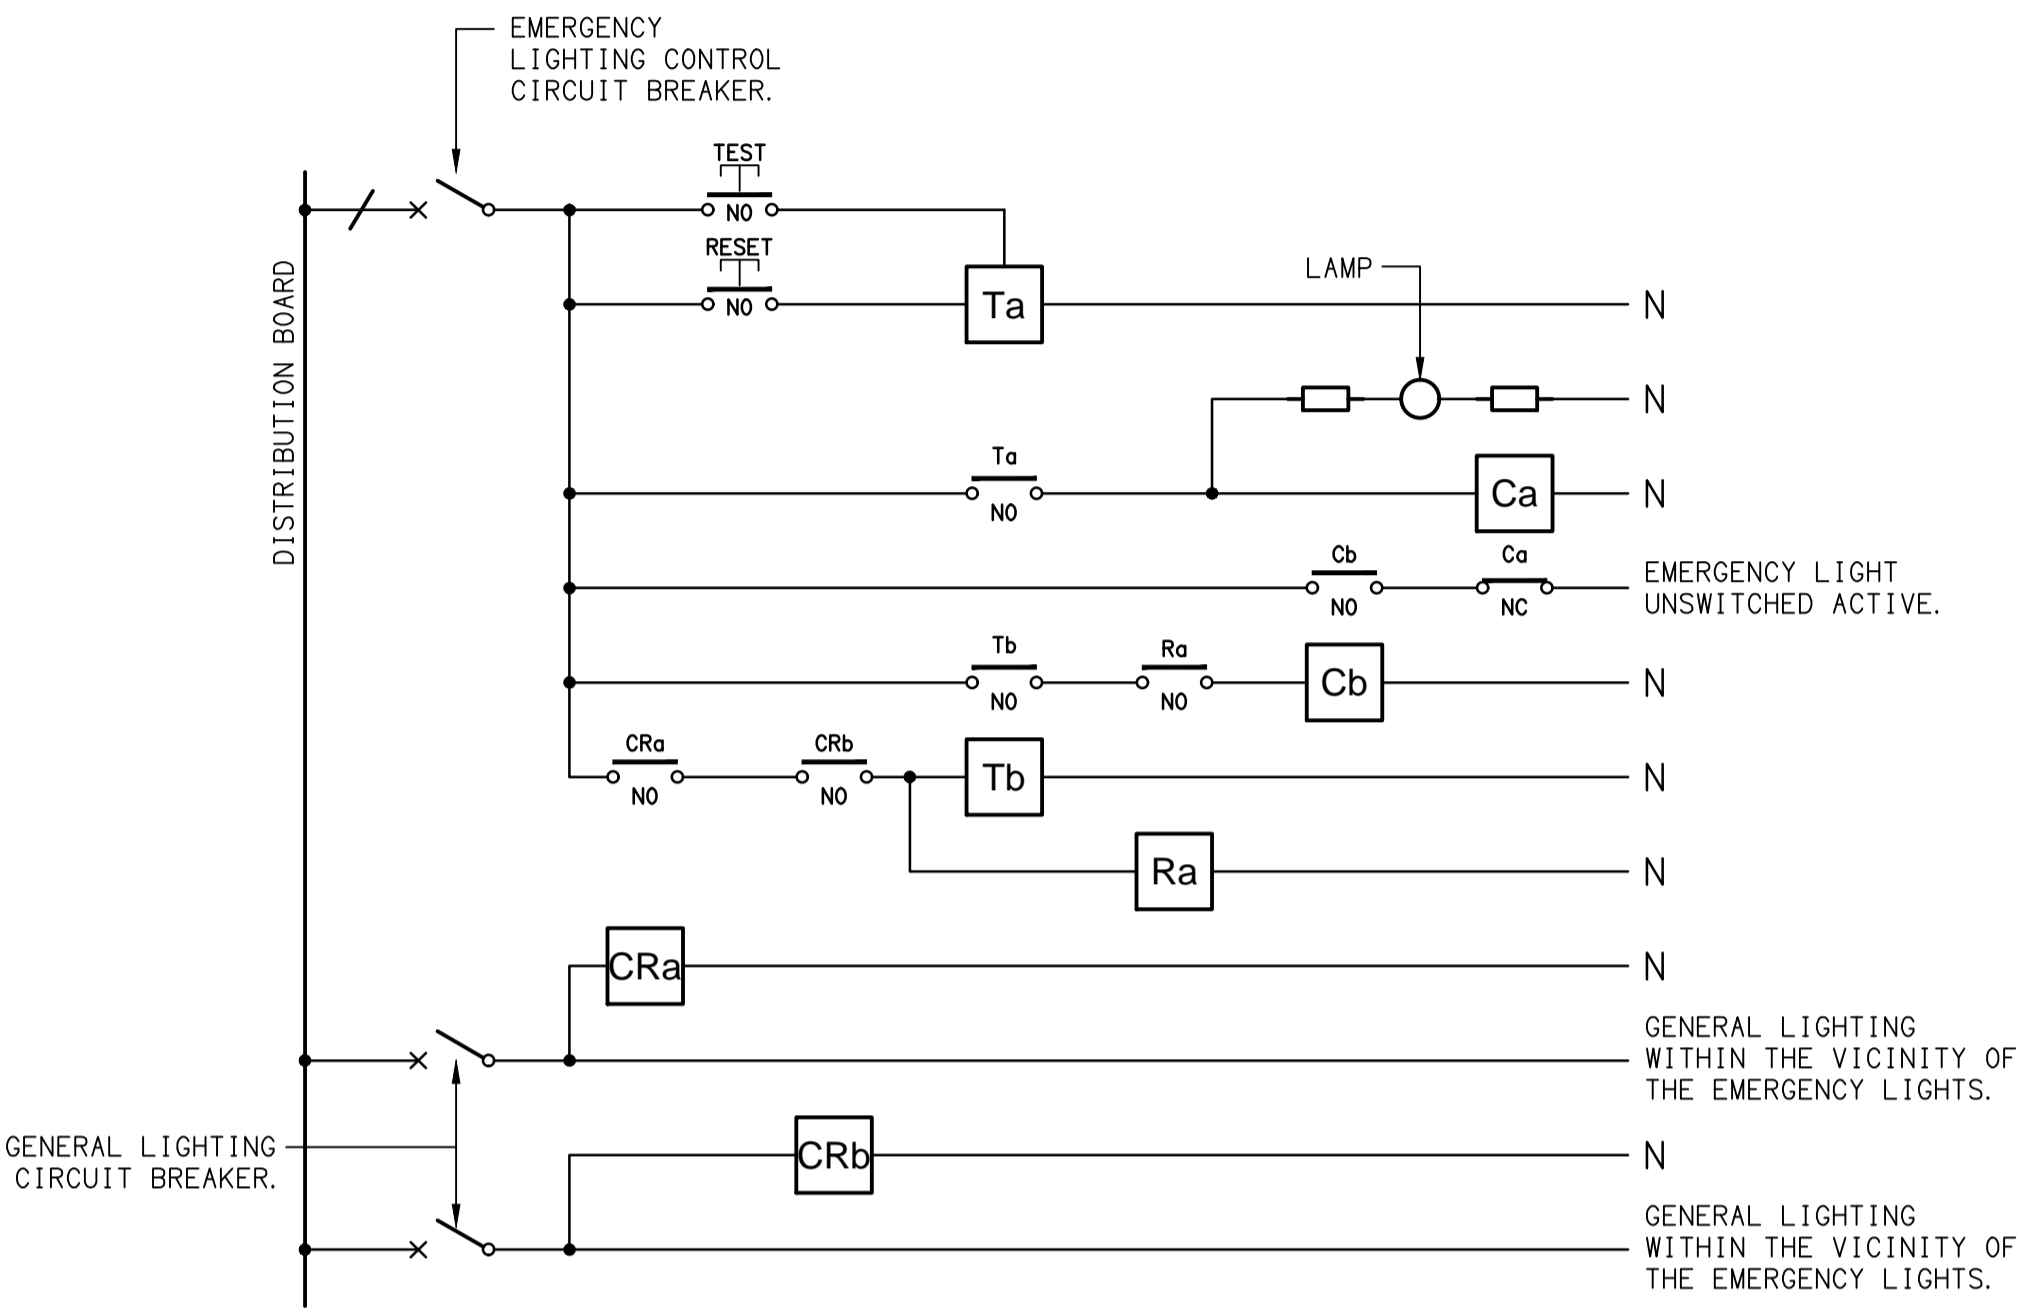 EMERGENCY
LIGHTING CONTROL
CIRCUIT BREAKER.
TEST
NO
RESET
NO
Ta
N
LAMP
N
DISTRIBUTION BOARD
Ta
NO
Ca
N
Cb
NO
Ca
NC
EMERGENCY LIGHT
UNSWITCHED ACTIVE.
Tb
NO
Ra
NO
Cb
N
CRa
NO
CRb
NO
Tb
N
Ra
N
CRa
N
GENERAL LIGHTING
WITHIN THE VICINITY OF
THE EMERGENCY LIGHTS.
GENERAL LIGHTING
CIRCUIT BREAKER.
CRb
N
GENERAL LIGHTING
WITHIN THE VICINITY OF
THE EMERGENCY LIGHTS.